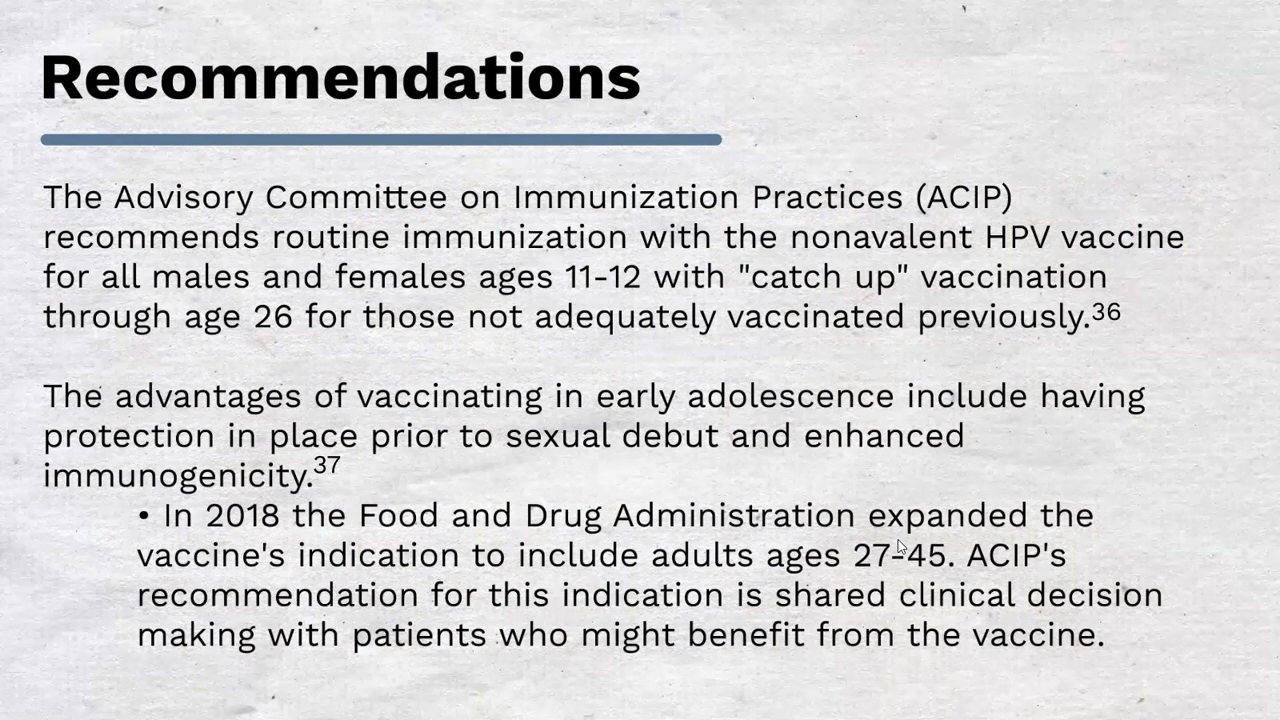 Recommendations
The Advisory Committee on Immunization Practices (ACIP)
recommends routine immunization with the nonavalent HPV vaccine
for all males and females ages 11-12 with "catch up" vaccination
through age 26 for those not adequately vaccinated previously.36
The advantages of vaccinating in early adolescence include having
protection in place prior to sexual debut and enhanced
immunogenicity.37
• In 2018 the Food and Drug Administration expanded the
vaccine's indication to include adults ages 27-45. ACIP's
recommendation for this indication is shared clinical decision
making with patients who might benefit from the vaccine.